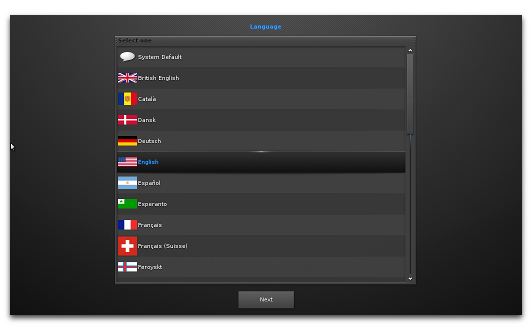 Language
Select one
System Default
British English
Català
Dansk
Deutsch
English
Español
Esperanto
Français
Français (Suisse)
Føroyskt
Next